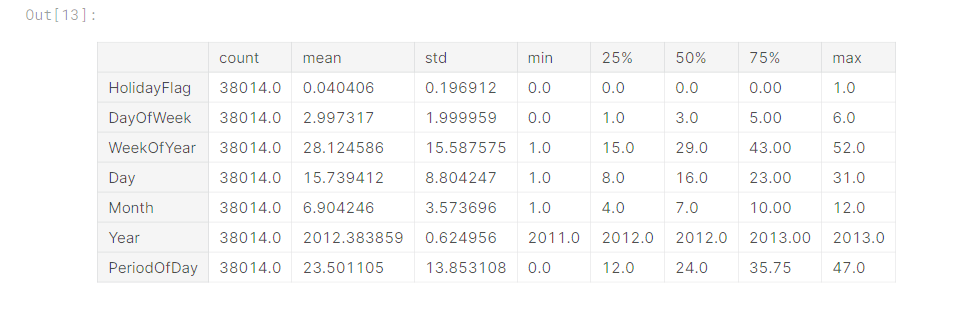 Out[13]:
count mean std min 25% 50% 75% max
HolidayFlag 38014.0 0.040406 0.196912 0.0 0.0 0.0 0.00 1.0
DayOfWeek 38014.0 2.997317 1.999959 0.0 1.0 3.0 5.00 6.0
WeekOfYear 38014.0 28.124586 15.587575 1.0 15.0 29.0 43.00 52.0
Day 38014.0 15.739412 8.804247 1.0 8.0 16.0 23.00 31.0
Month 38014.0 6.904246 3.573696 1.0 4.0 7.0 10.00 12.0
Year 38014.0 2012.383859 0.624956 2011.0 2012.0 2012.0 2013.00 2013.0
PeriodOfDay 38014.0 23.501105 13.853108 0.0 12.0 24.0 35.75 47.0